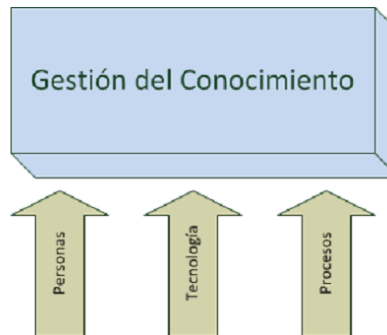 Gestión del Conocimiento
Personas
Tecnología
Procesos